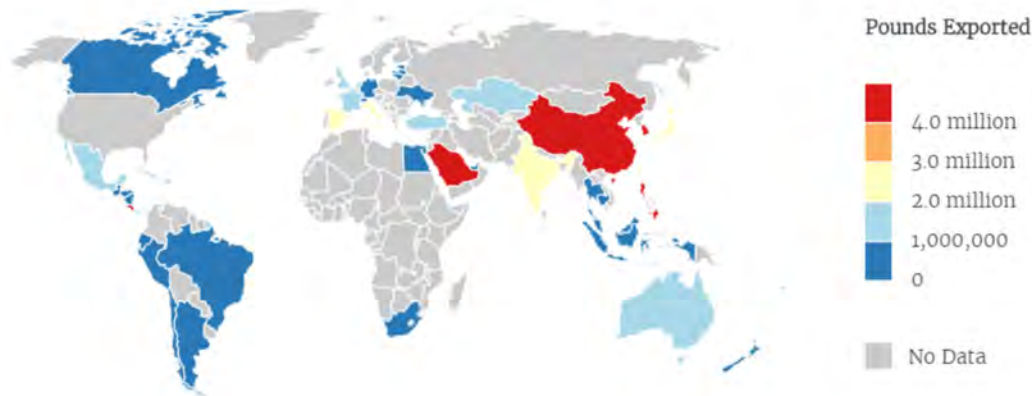 Pounds Exported
4.0 million
3.0 million
2.0 million
1,000,000
0
No Data